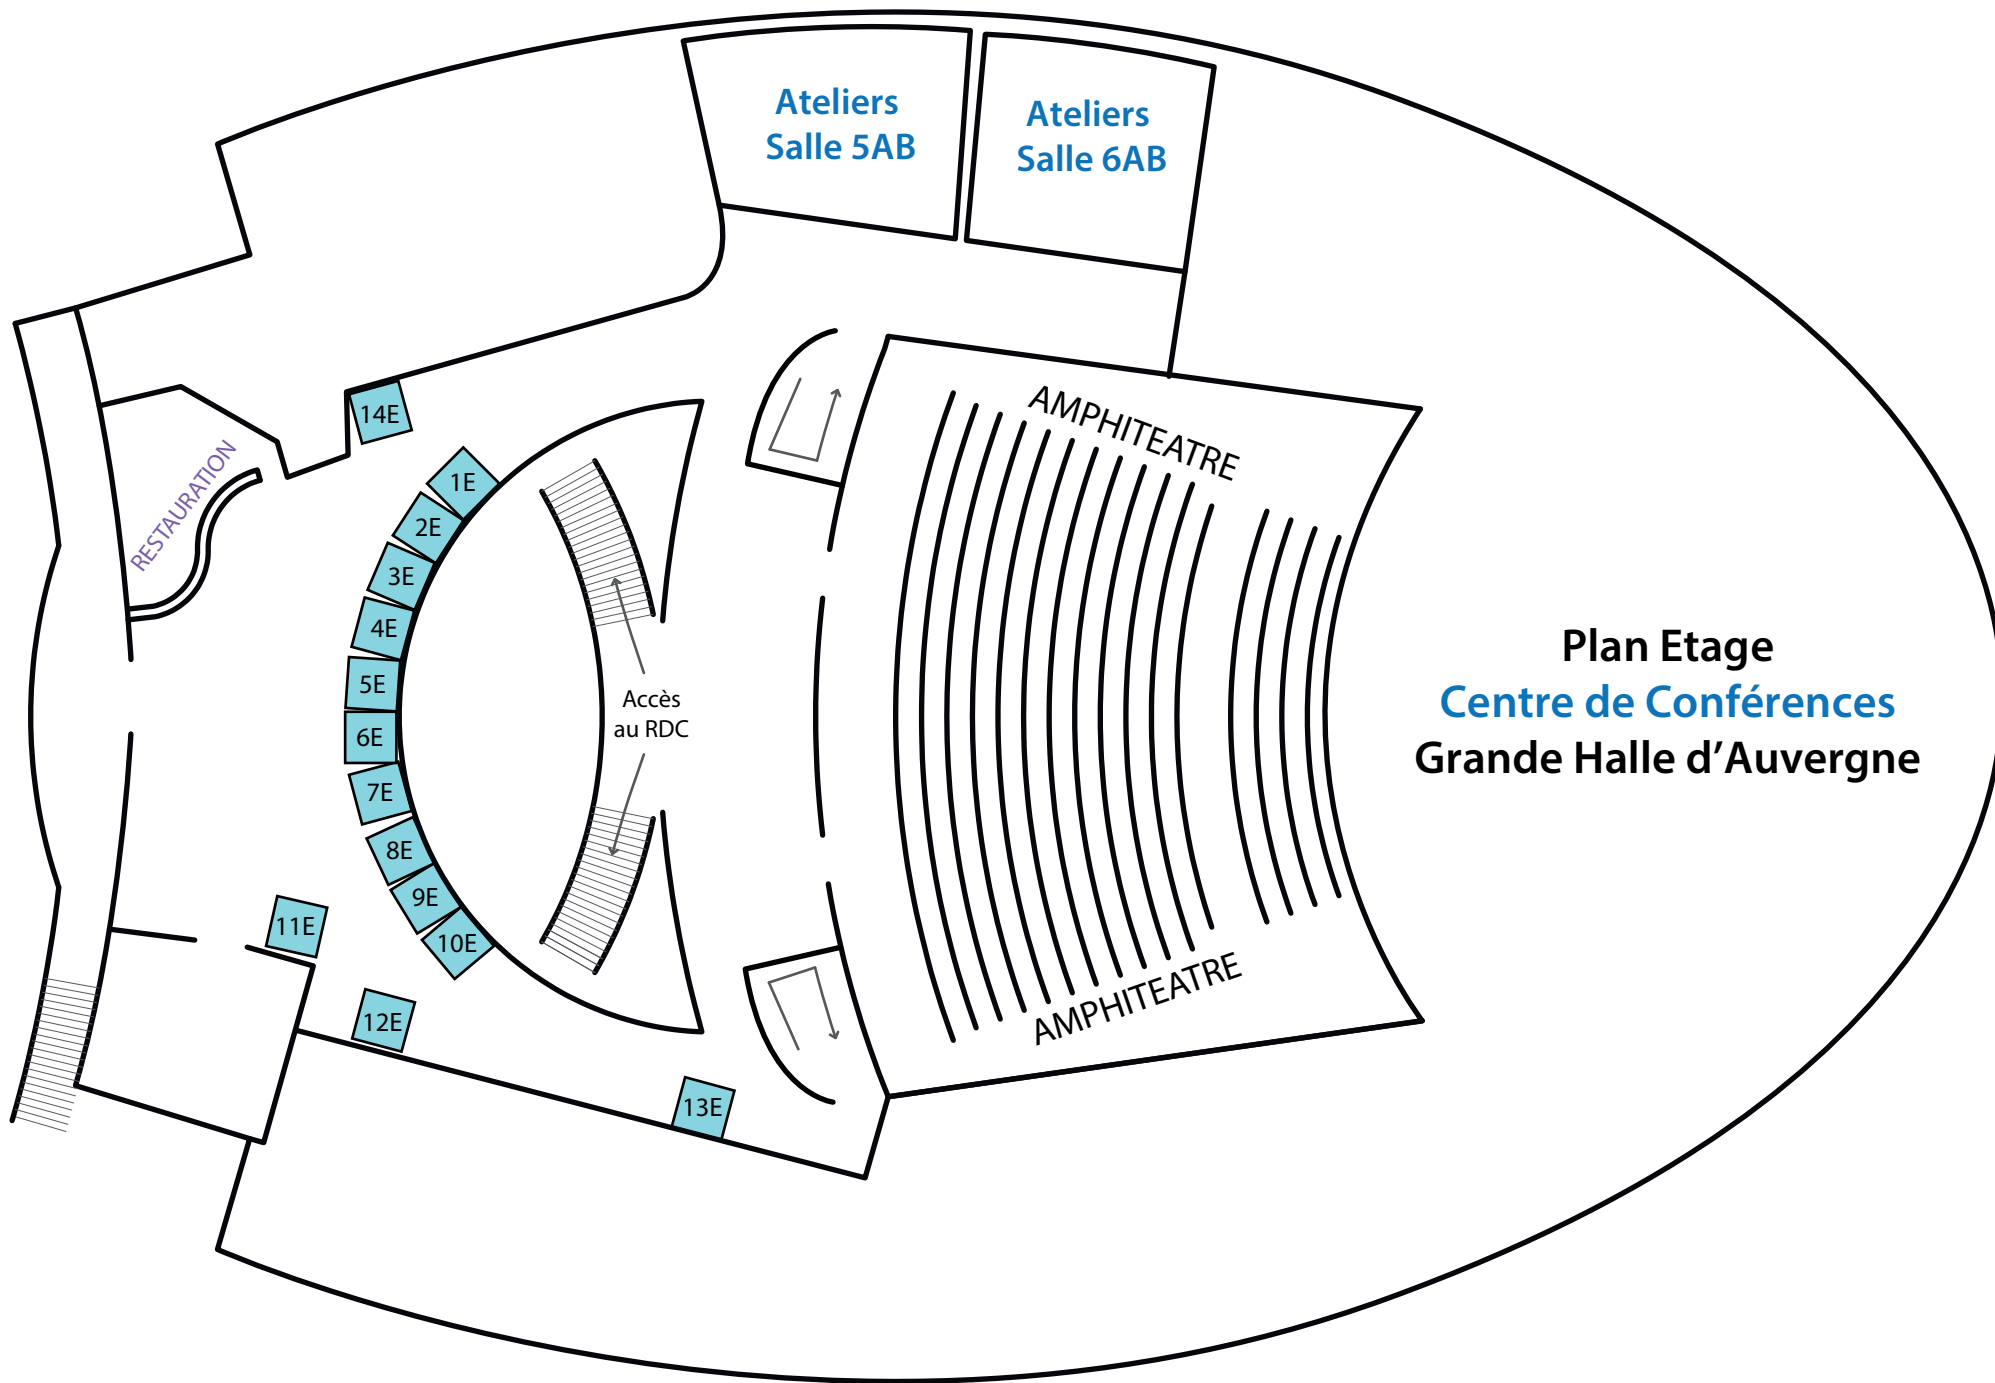 Ateliers
Salle 5AB
Ateliers
Salle 6AB
14E
AMPHITEATRE
RESTAURATION
1E
2E
3E
4E
5E
6E
7E
8E
9E
10E
11E
12E
13E
Accès
au RDC
Plan Etage
Centre de Conférences
Grande Halle d’Auvergne
AMPHITEATRE